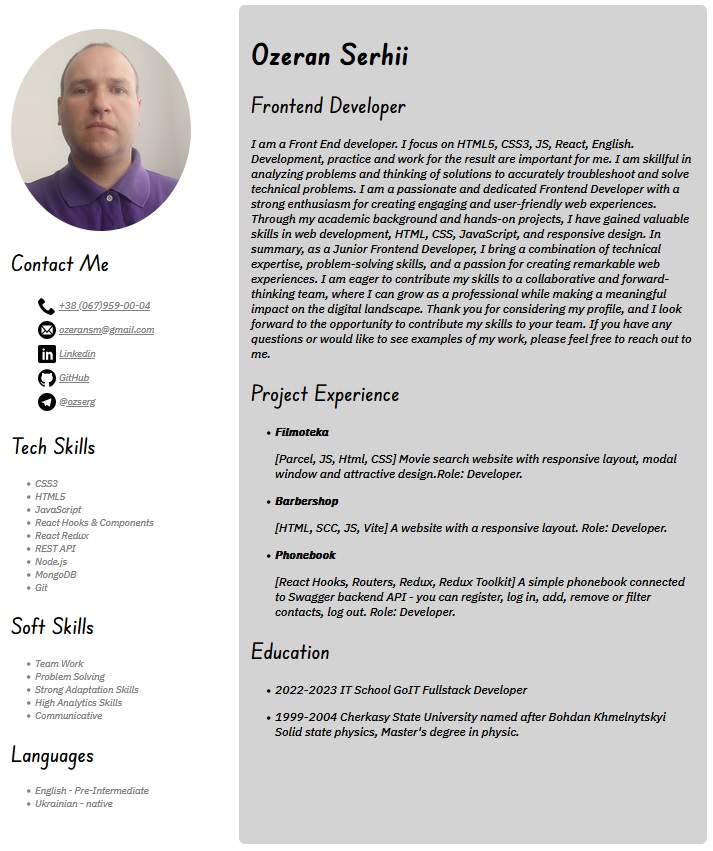 Contact Me
+38 (067)959-00-04
ozeransm@gmail.com
Linkedin
GitHub
@ozserg
Tech Skills
CSS3
HTML5
JavaScript
React Hooks & Components
React Redux
REST API
Node.js
MongoDB
Git
Soft Skills
Team Work
Problem Solving
Strong Adaptation Skills
High Analytics Skills
Communicative
Languages
English - Pre-Intermediate
Ukrainian - native
Ozeran Serhii
Frontend Developer
I am a Front End developer. I focus on HTML5, CSS3, JS, React, English.
Development, practice and work for the result are important for me. I am skillful in
analyzing problems and thinking of solutions to accurately troubleshoot and solve
technical problems. I am a passionate and dedicated Frontend Developer with a
strong enthusiasm for creating engaging and user-friendly web experiences.
Through my academic background and hands-on projects, I have gained valuable
skills in web development, HTML, CSS, JavaScript, and responsive design. In
summary, as a Junior Frontend Developer, I bring a combination of technical
expertise, problem-solving skills, and a passion for creating remarkable web
experiences. I am eager to contribute my skills to a collaborative and forward-
thinking team, where I can grow as a professional while making a meaningful
impact on the digital landscape. Thank you for considering my profile, and I look
forward to the opportunity to contribute my skills to your team. If you have any
questions or would like to see examples of my work, please feel free to reach out to
me.
Project Experience
Filmoteka
[Parcel, JS, Html, CSS] Movie search website with responsive layout, modal
window and attractive design.Role: Developer.
Barbershop
[HTML, SCC, JS, Vite] A website with a responsive layout. Role: Developer.
Phonebook
[React Hooks, Routers, Redux, Redux Toolkit] A simple phonebook connected
to Swagger backend API - you can register, log in, add, remove or filter
contacts, log out. Role: Developer.
Education
2022-2023 IT School GoIT Fullstack Developer
1999-2004 Cherkasy State University named after Bohdan Khmelnytskyi
Solid state physics, Master's degree in physic.